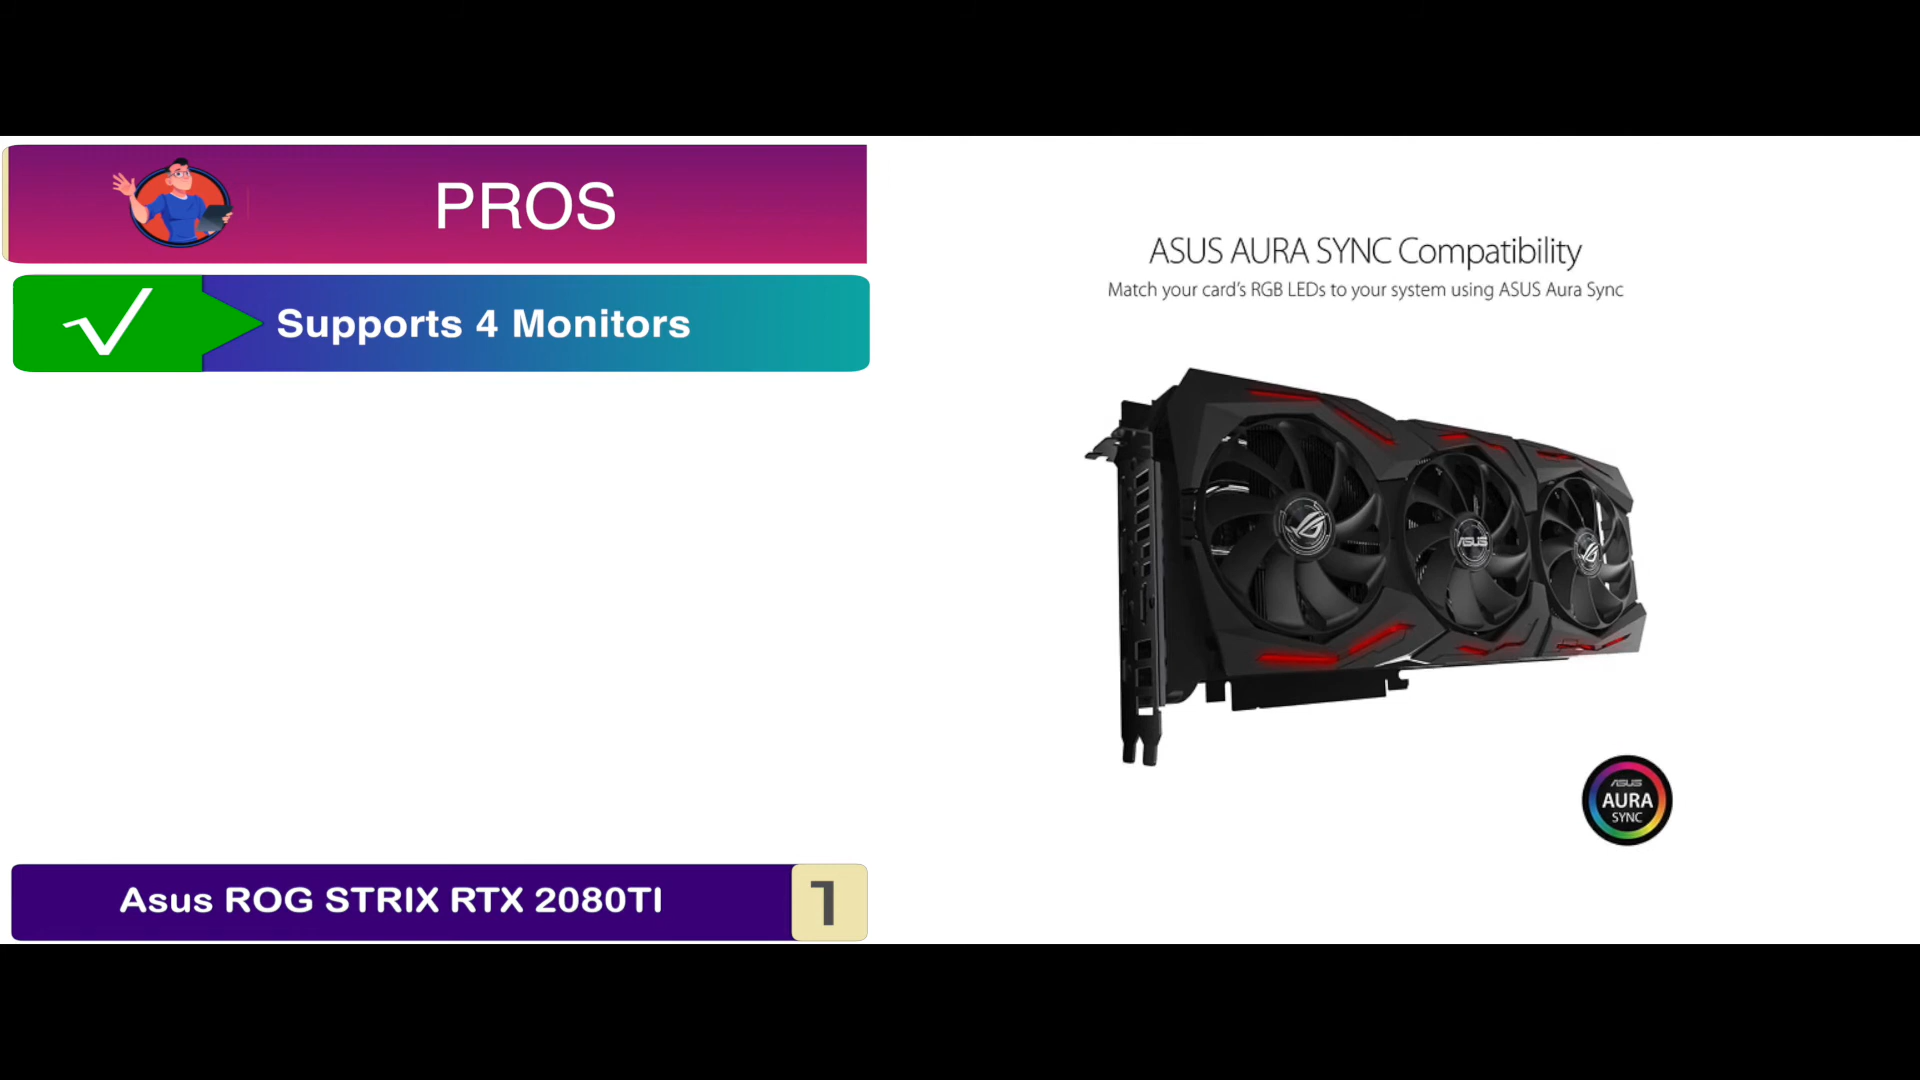 PROS
Supports 4 Monitors
Asus ROG STRIX RTX 2080TI
1
ASUS AURA SYNC Compatibility
Match your card's RGB LEDs to your system using ASUS Aura Sync
ASUS
ASUS
AURA
SYNC